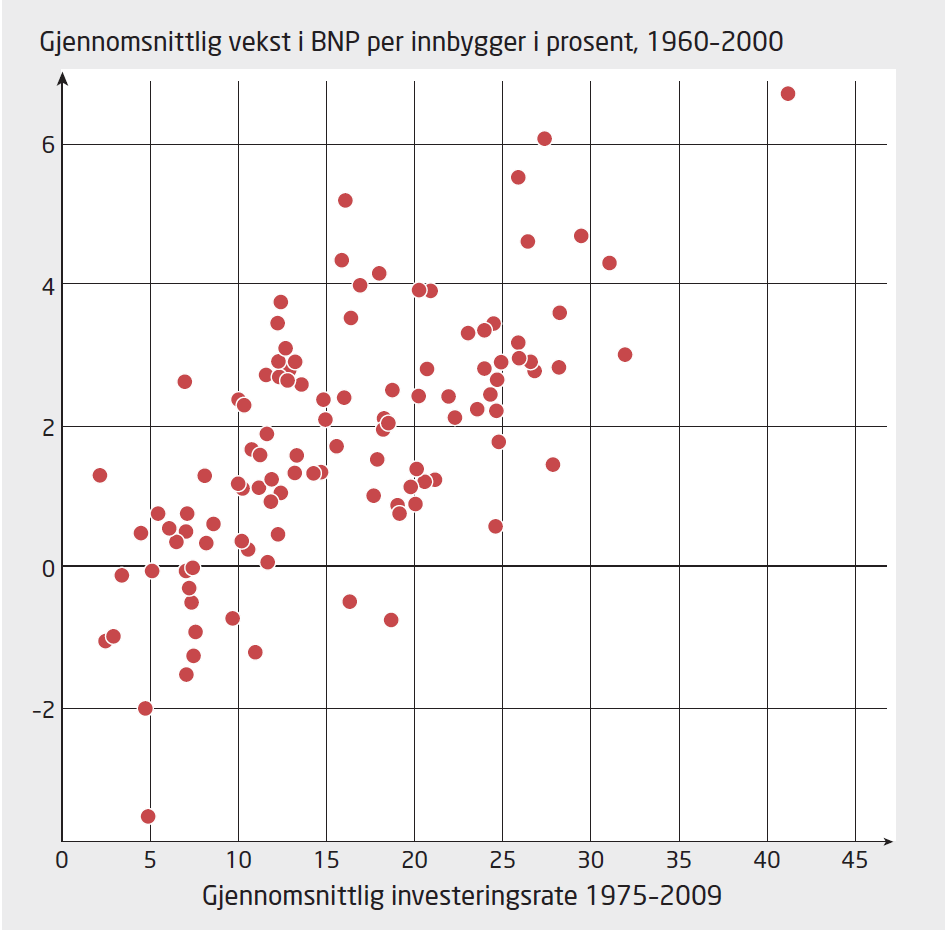 Gjennomsnittlig vekst i BNP per innbygger i prosent, 1960–2000
6
4
2
0
–2
0 5 10 15 20 25 30 35 40 45
Gjennomsnittlig investeringsrate 1975–2009